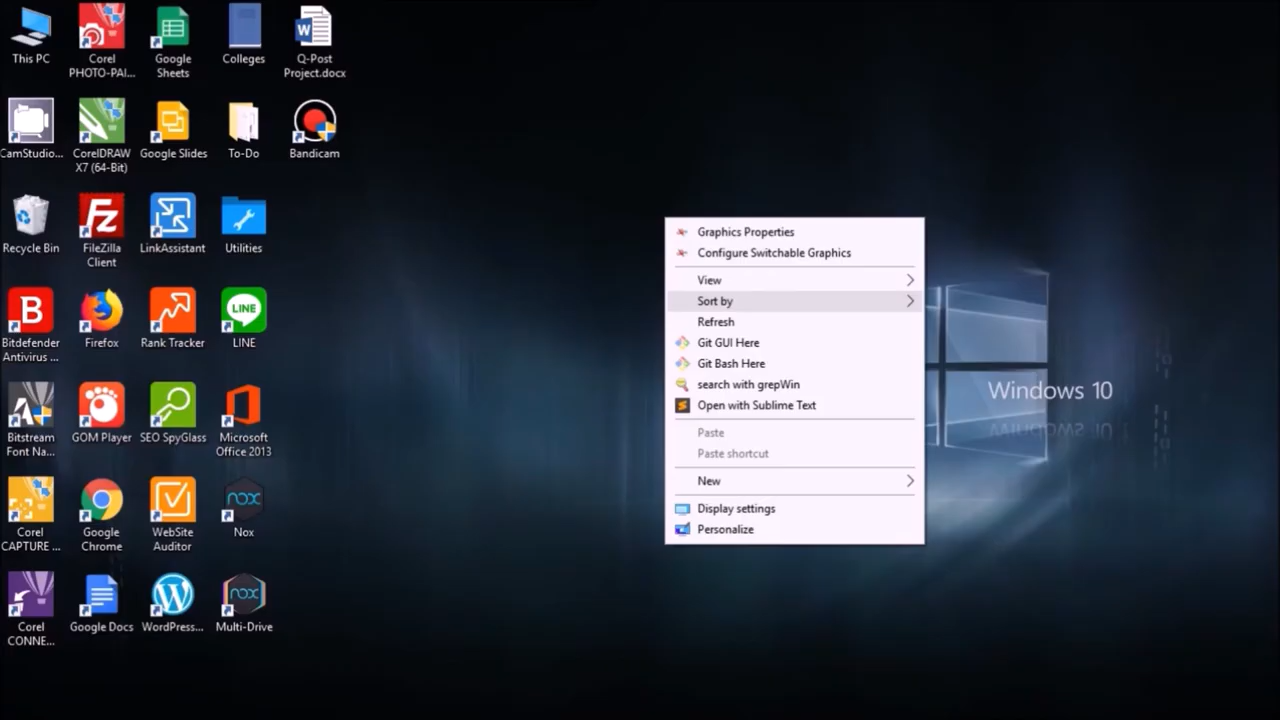 This PC
Corel
PHOTO-PAI...
Google
Sheets
Colleges
Q-Post
Project.docx
CamStudio...
CorelDRAW
X7 (64-Bit)
Google Slides
To-Do
Bandicam
Recycle Bin
FileZilla
Client
LinkAssistant
Utilities
Bitdefender
Antivirus ...
Firefox
Rank Tracker
LINE
LINE
Bitstream
Font Na...
GOM Player
SEO SpyGlass
Microsoft
Office 2013
Corel
CAPTURE ...
Google
Chrome
WebSite
Auditor
nox
Nox
Corel
CONNE...
Google Docs
WordPress...
nox
Multi-Drive
Graphics Properties
Configure Switchable Graphics
View
Sort by
Refresh
Git GUI Here
Git Bash Here
search with grepWin
Open with Sublime Text
Paste
Paste shortcut
New
Display settings
Personalize
Windows 10